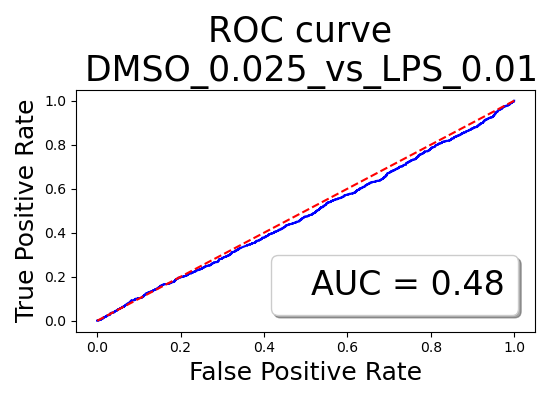 ROC curve
DMSO_0.025_vs_LPS_0.01
1.0
0.8
0.6
0.4
0.2
0.0
True Positive Rate
AUC = 0.48
0.0 0.2 0.4 0.6 0.8 1.0
False Positive Rate